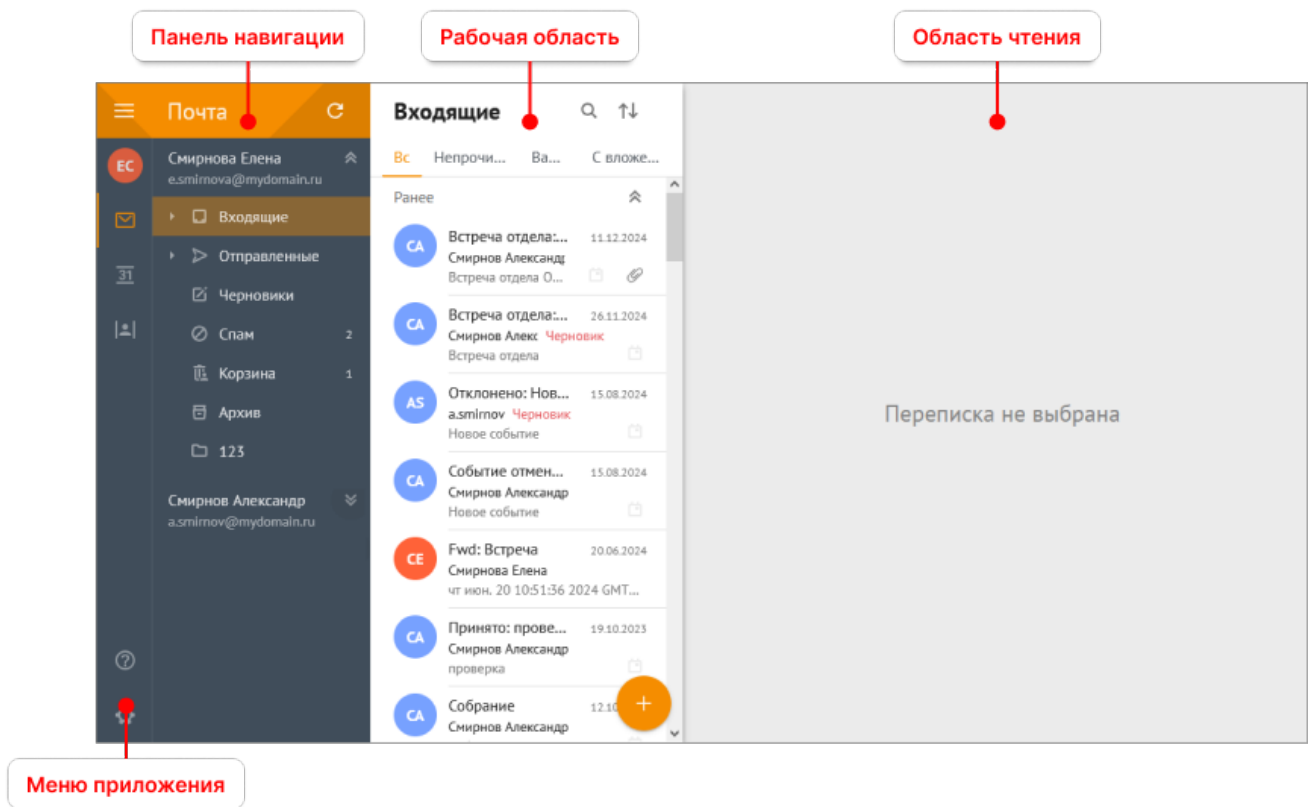 Панель навигации
Рабочая область
Область чтения
Почта
ЕС
Смирнова Елена
e.smirnova@mydomain.ru
Входящие
31
Отправленные
Черновики
Спам 2
Корзина 1
Архив
123
Смирнов Александр
a.smirnov@mydomain.ru
Входящие
Вс Непрочи... Ва... С вложе...
Ранее
СА
Встреча отдела:... 11.12.2024
Смирнов Александр
Встреча отдела О...
СА
Встреча отдела:... 26.11.2024
Смирнов Алекс Черновик
Встреча отдела
AS
Отклонено: Нов... 15.08.2024
a.smirnov Черновик
Новое событие
СА
Событие отмен... 15.08.2024
Смирнов Александр
Новое событие
СЕ
Fwd: Встреча 20.06.2024
Смирнова Елена
чт июн. 20 10:51:36 2024 GMT...
СА
Принято: прове... 19.10.2023
Смирнов Александр
проверка
СА
Собрание 12.10
Смирнов Александр
Переписка не выбрана
Меню приложения